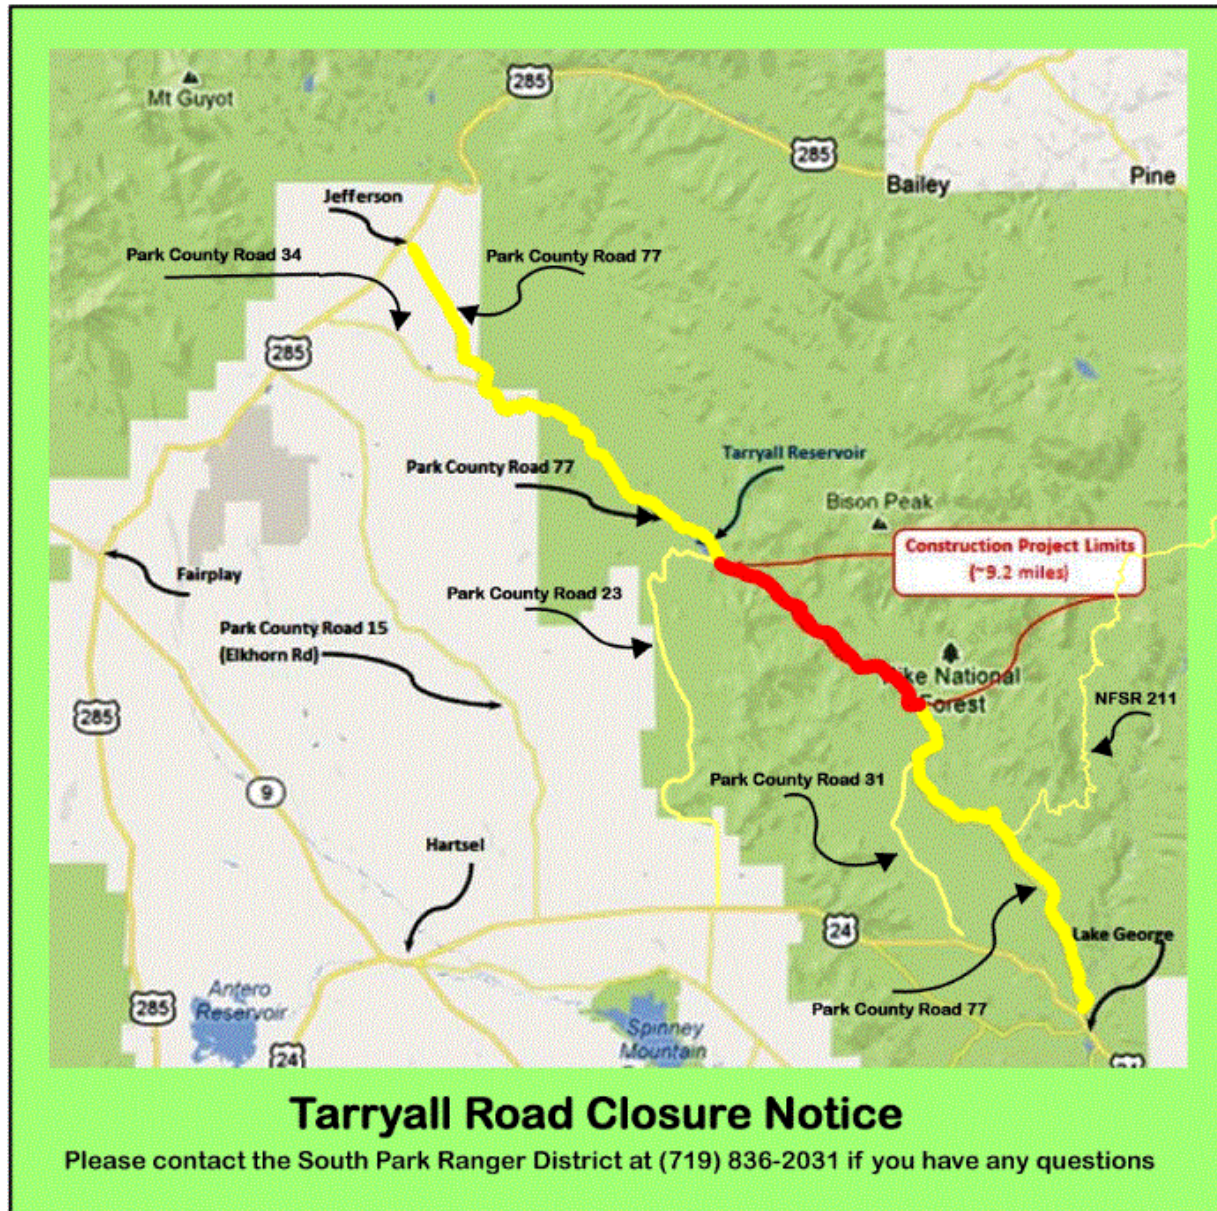 285
Mt Guyot
285
Bailey
Pine
Jefferson
Park County Road 34
Park County Road 77
285
Park County Road 77
Tarryall Reservoir
Bison Peak
Construction Project Limits
(~9.2 miles)
Fairplay
Park County Road 23
Park County Road 15
(Elkhorn Rd)
ike National
Forest
NFSR 211
285
Park County Road 31
9
Hartsel
24
Lake George
Antero
Reservoir
285
Park County Road 77
Spinney
Mountain
24
24
Tarryall Road Closure Notice
Please contact the South Park Ranger District at (719) 836-2031 if you have any questions